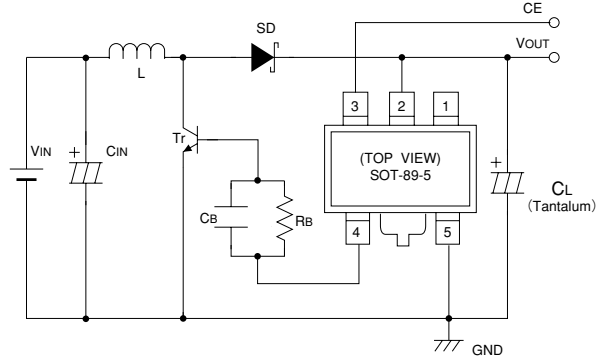 CE
SD
VOUT
L
3 2 1
Tr
VIN
+
CIN
(TOP VIEW)
SOT-89-5
+
CL
(Tantalum)
CB
RB
4 5
GND